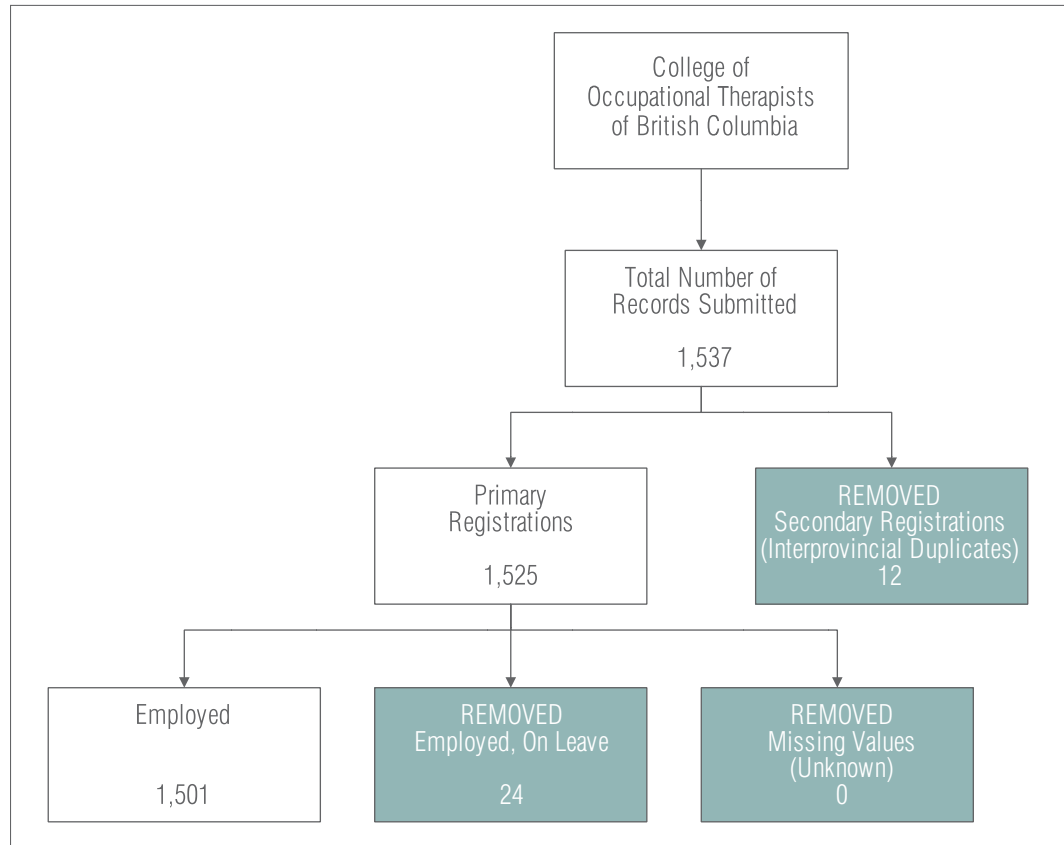 College of
Occupational Therapists
of British Columbia
Total Number of
Records Submitted
1,537
Primary
Registrations
1,525
REMOVED
Secondary Registrations
(Interprovincial Duplicates)
12
Employed
1,501
REMOVED
Employed, On Leave
24
REMOVED
Missing Values
(Unknown)
0